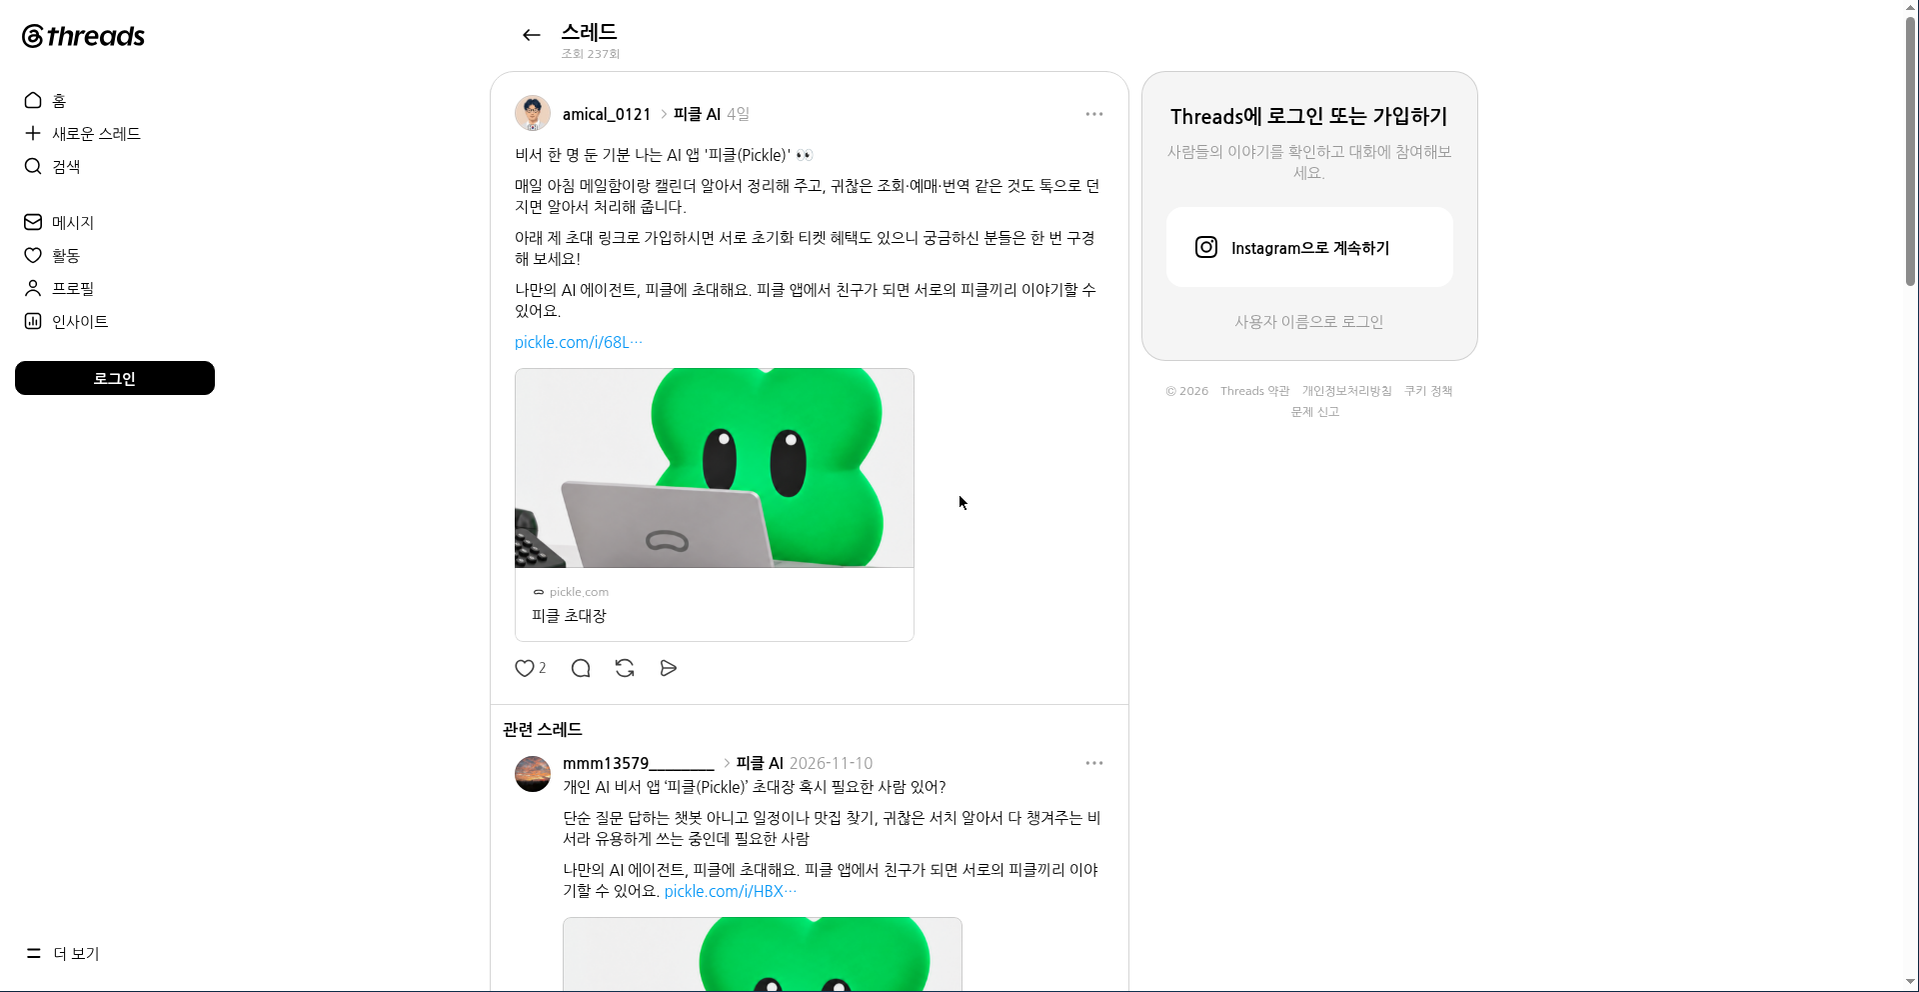 threads
홈
새로운 스레드
검색
메시지
활동
프로필
인사이트
로그인
더 보기
스레드
조회 237회
amical_0121 > 피클 AI 4일
비서 한 명 둔 기분 나는 AI 앱 '피클(Pickle)' 👀
매일 아침 메일함이랑 캘린더 알아서 정리해 주고, 귀찮은 조회·예매·번역 같은 것도 톡으로 던
지면 알아서 처리해 줍니다.
아래 제 초대 링크로 가입하시면 서로 초기화 티켓 혜택도 있으니 궁금하신 분들은 한 번 구경
해 보세요!
나만의 AI 에이전트, 피클에 초대해요. 피클 앱에서 친구가 되면 서로의 피클끼리 이야기할 수
있어요.
pickle.com/i/68L…
pickle.com
피클 초대장
2
관련 스레드
mmm13579________ > 피클 AI 2026-11-10
개인 AI 비서 앱 ‘피클(Pickle)’ 초대장 혹시 필요한 사람 있어?
단순 질문 답하는 챗봇 아니고 일정이나 맛집 찾기, 귀찮은 서치 알아서 다 챙겨주는 비
서라 유용하게 쓰는 중인데 필요한 사람
나만의 AI 에이전트, 피클에 초대해요. 피클 앱에서 친구가 되면 서로의 피클끼리 이야
기할 수 있어요. pickle.com/i/HBX…
Threads에 로그인 또는 가입하기
사람들의 이야기를 확인하고 대화에 참여해보
세요.
Instagram으로 계속하기
사용자 이름으로 로그인
© 2026 Threads 약관 개인정보처리방침 쿠키 정책
문제 신고